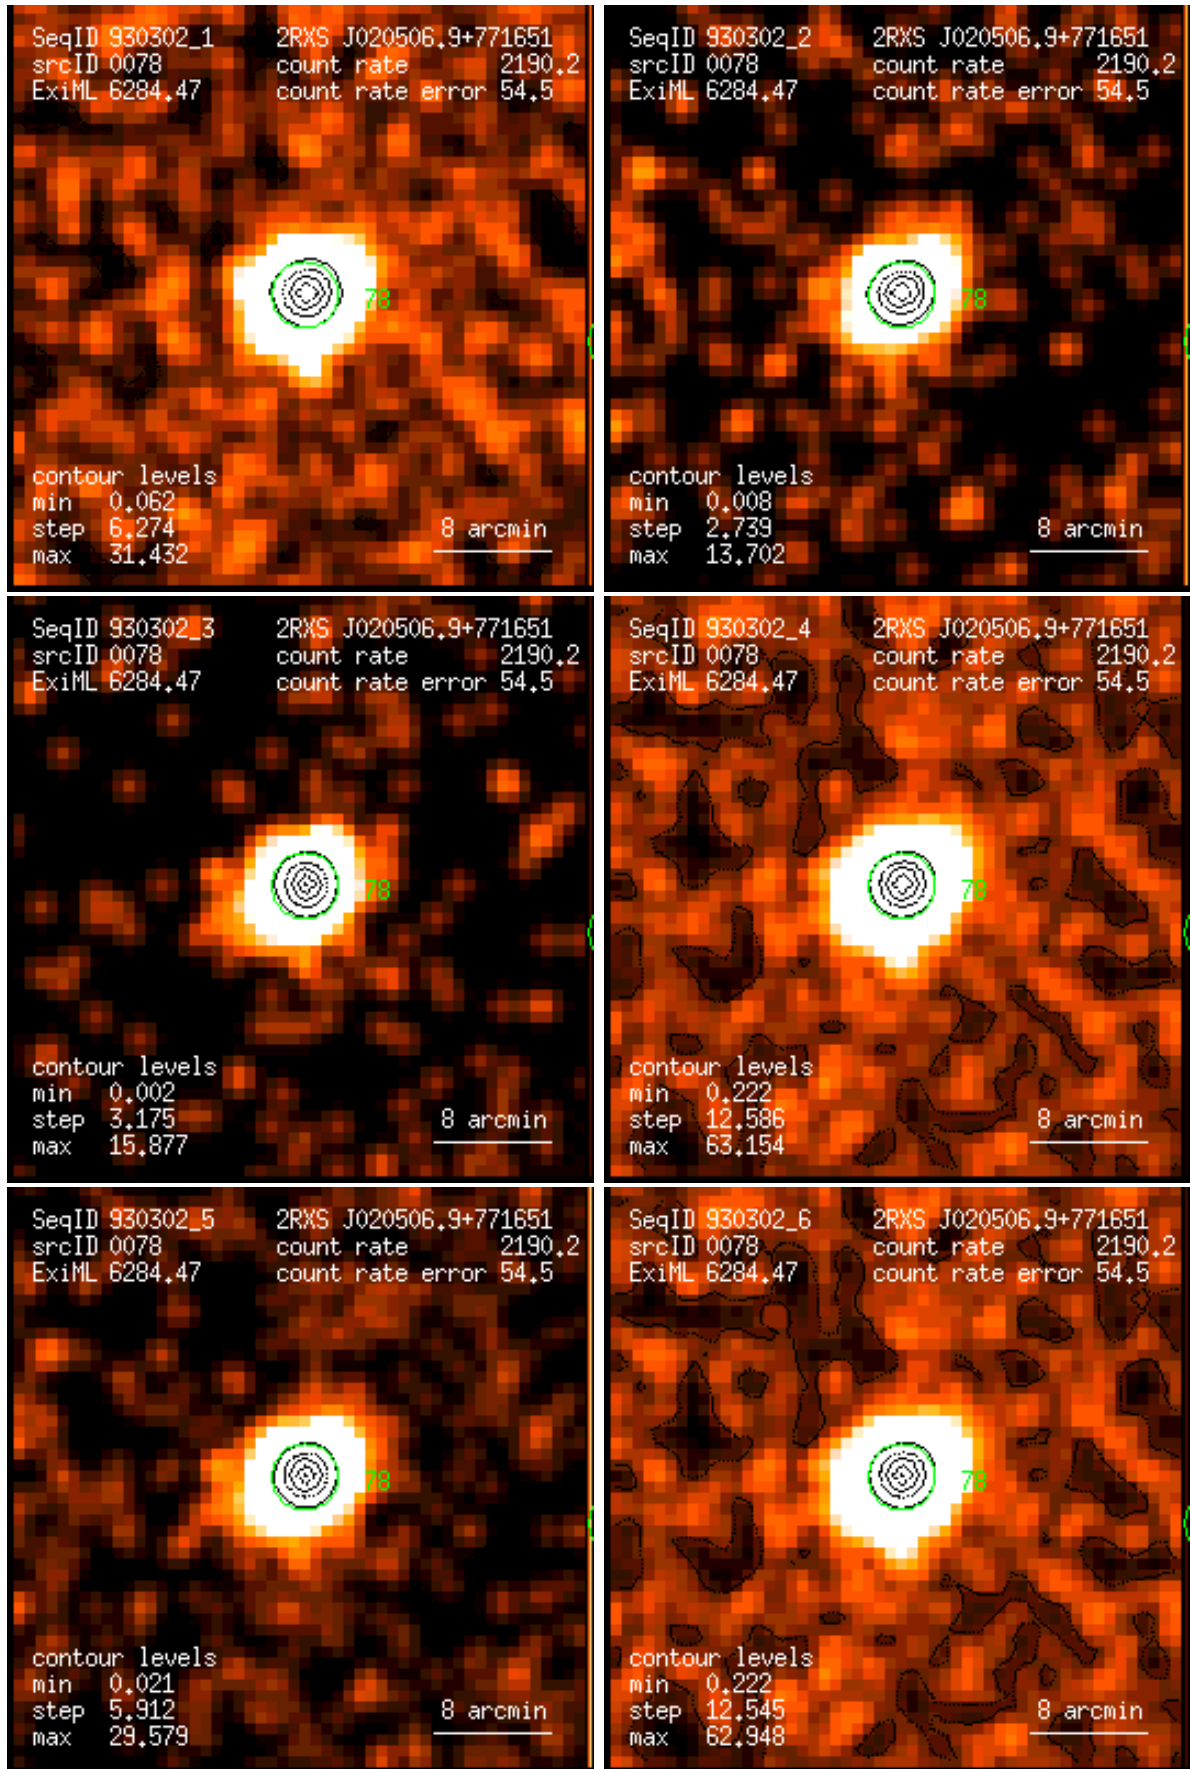 SeqID 930302_1 2RXS J020506.9+771651
srcID 0078 count rate 2190.2
ExiML 6284.47 count rate error 54.5
78
contour levels
min 0.062
step 6.274 8 arcmin
max 31.432
SeqID 930302_2 2RXS J020506.9+771651
srcID 0078 count rate 2190.2
ExiML 6284.47 count rate error 54.5
78
contour levels
min 0.008
step 2.739 8 arcmin
max 13.702
SeqID 930302_3 2RXS J020506.9+771651
srcID 0078 count rate 2190.2
ExiML 6284.47 count rate error 54.5
78
contour levels
min 0.002
step 3.175 8 arcmin
max 15.877
SeqID 930302_4 2RXS J020506.9+771651
srcID 0078 count rate 2190.2
ExiML 6284.47 count rate error 54.5
78
contour levels
min 0.222
step 12.586 8 arcmin
max 63.154
SeqID 930302_5 2RXS J020506.9+771651
srcID 0078 count rate 2190.2
ExiML 6284.47 count rate error 54.5
78
contour levels
min 0.021
step 5.912 8 arcmin
max 29.579
SeqID 930302_6 2RXS J020506.9+771651
srcID 0078 count rate 2190.2
ExiML 6284.47 count rate error 54.5
78
contour levels
min 0.222
step 12.545 8 arcmin
max 62.948